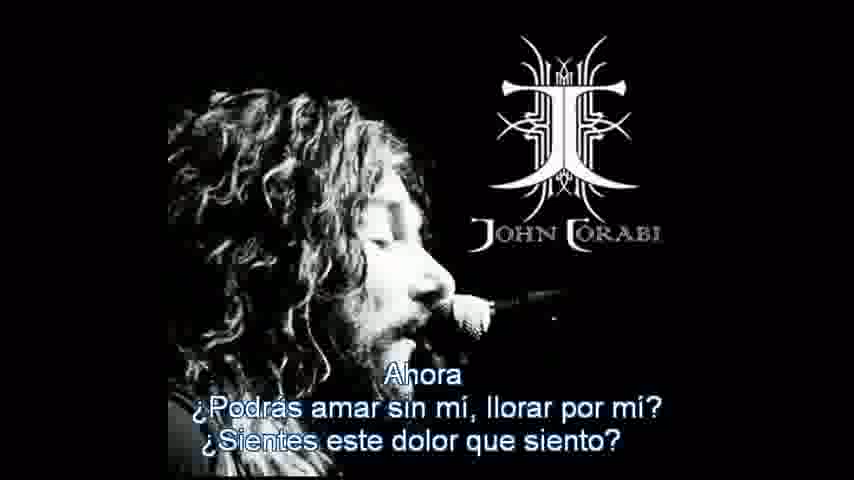 JOHN CORABI
Ahora
¿Podrás amar sin mí, llorar por mí?
¿Sientes este dolor que siento?